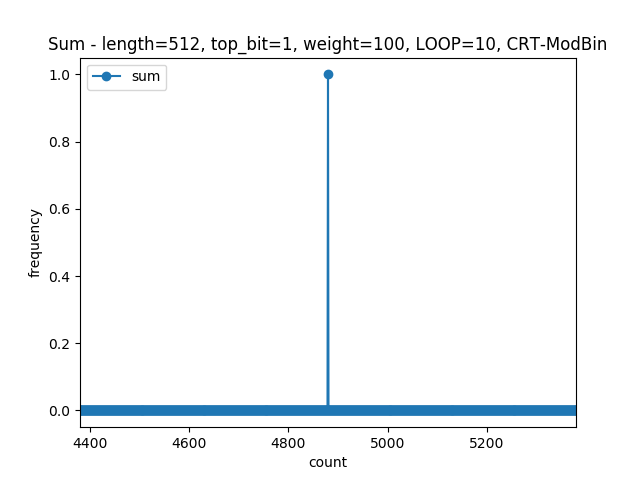 Sum - length=512, top_bit=1, weight=100, LOOP=10, CRT-ModBin
sum
1.0
0.8
0.6
0.4
0.2
0.0
frequency
4400 4600 4800 5000 5200
count